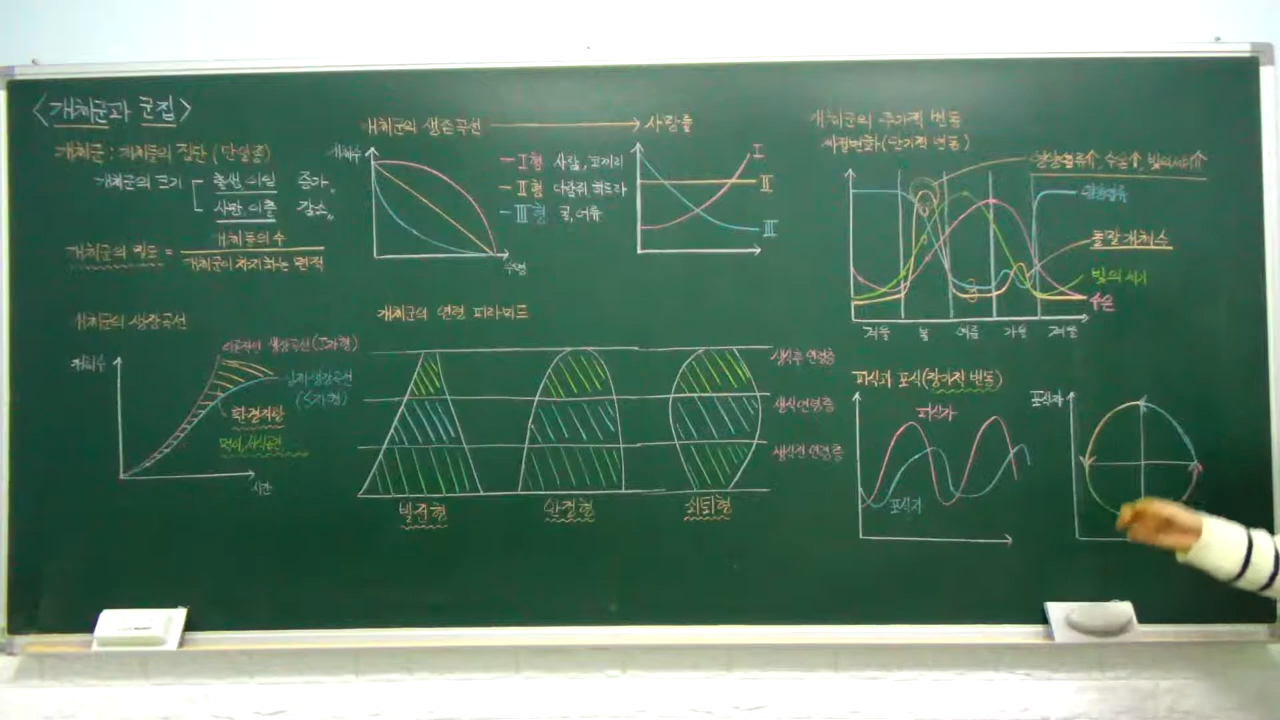 <개체군과 군집>
개체군 : 개체들의 집단 (단일종)
개체군의 크기
출생, 이입 증가
사망, 이출 감소
개체군의 밀도 = 개체들의 수
개체군이 차지하는 면적
개체군의 생장곡선
개체수
이론적인 생장곡선(J자형)
실제 생장곡선
(S자형)
환경저항
먹이, 서식공간
시간
개체군의 생존곡선 → 사망률
개체수
I형 사람, 코끼리
II형 다람쥐, 히드라
III형 굴, 어류
수명
I
II
III
개체군의 연령 피라미드
생식후 연령층
생식연령층
생식전 연령층
발전형
안정형
쇠퇴형
개체군의 주기적 변동
계절변화(단기적 변동)
영양염류↑, 수온↑, 빛의 세기↑
영양염류
돌말 개체수
빛의 세기
수온
겨울 봄 여름 가을 겨울
피식과 포식(장기적 변동)
피식자
포식자
포식자